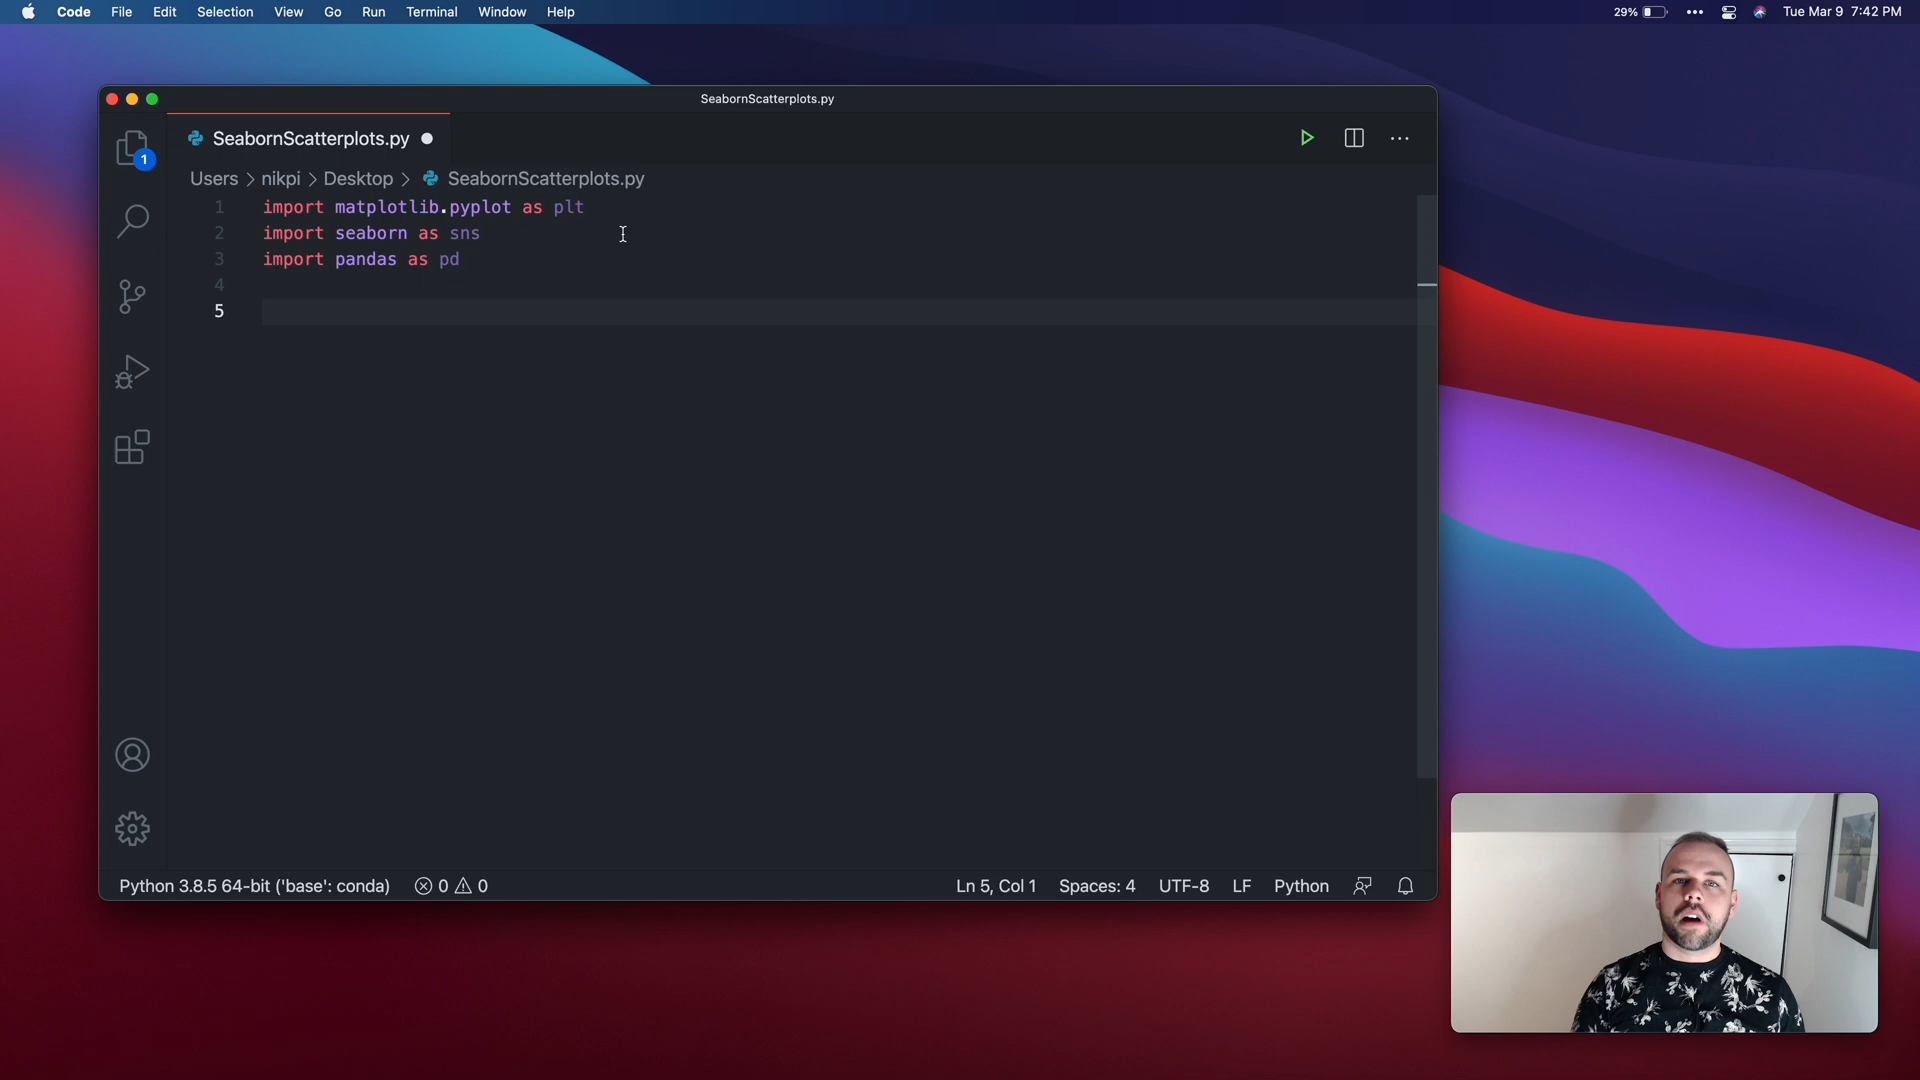 Code File Edit Selection View Go Run Terminal Window Help 29% Tue Mar 9 7:42 PM
SeabornScatterplots.py
SeabornScatterplots.py
1
Users > nikpi > Desktop > SeabornScatterplots.py
1 import matplotlib.pyplot as plt
2 import seaborn as sns
3 import pandas as pd
4
5
Python 3.8.5 64-bit ('base': conda) 0 0 Ln 5, Col 1 Spaces: 4 UTF-8 LF Python